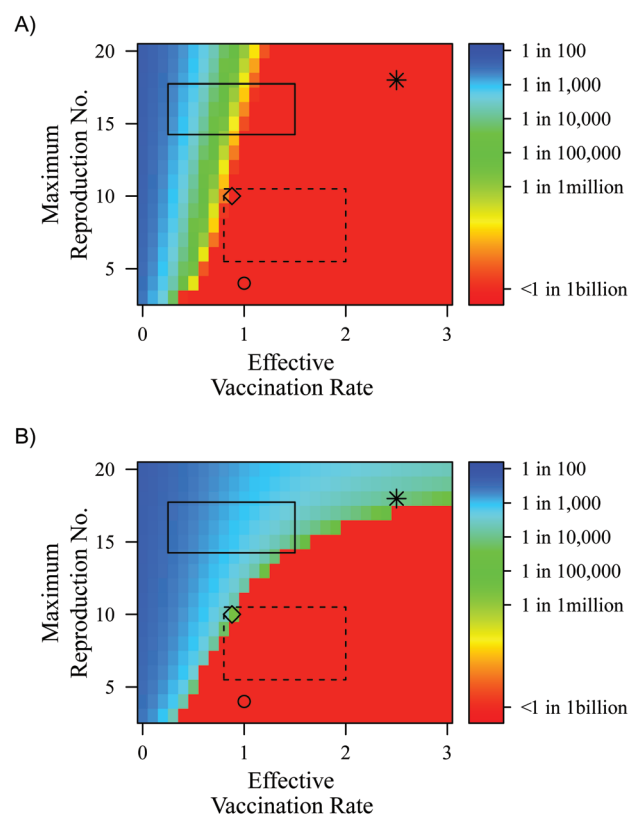 A)
20
15
10
5
Maximum
Reproduction No.
0
1
2
3
Effective
Vaccination Rate
1 in 100
1 in 1,000
1 in 10,000
1 in 100,000
1 in 1million
<1 in 1billion
B)
20
15
10
5
Maximum
Reproduction No.
0
1
2
3
Effective
Vaccination Rate
1 in 100
1 in 1,000
1 in 10,000
1 in 100,000
1 in 1million
<1 in 1billion